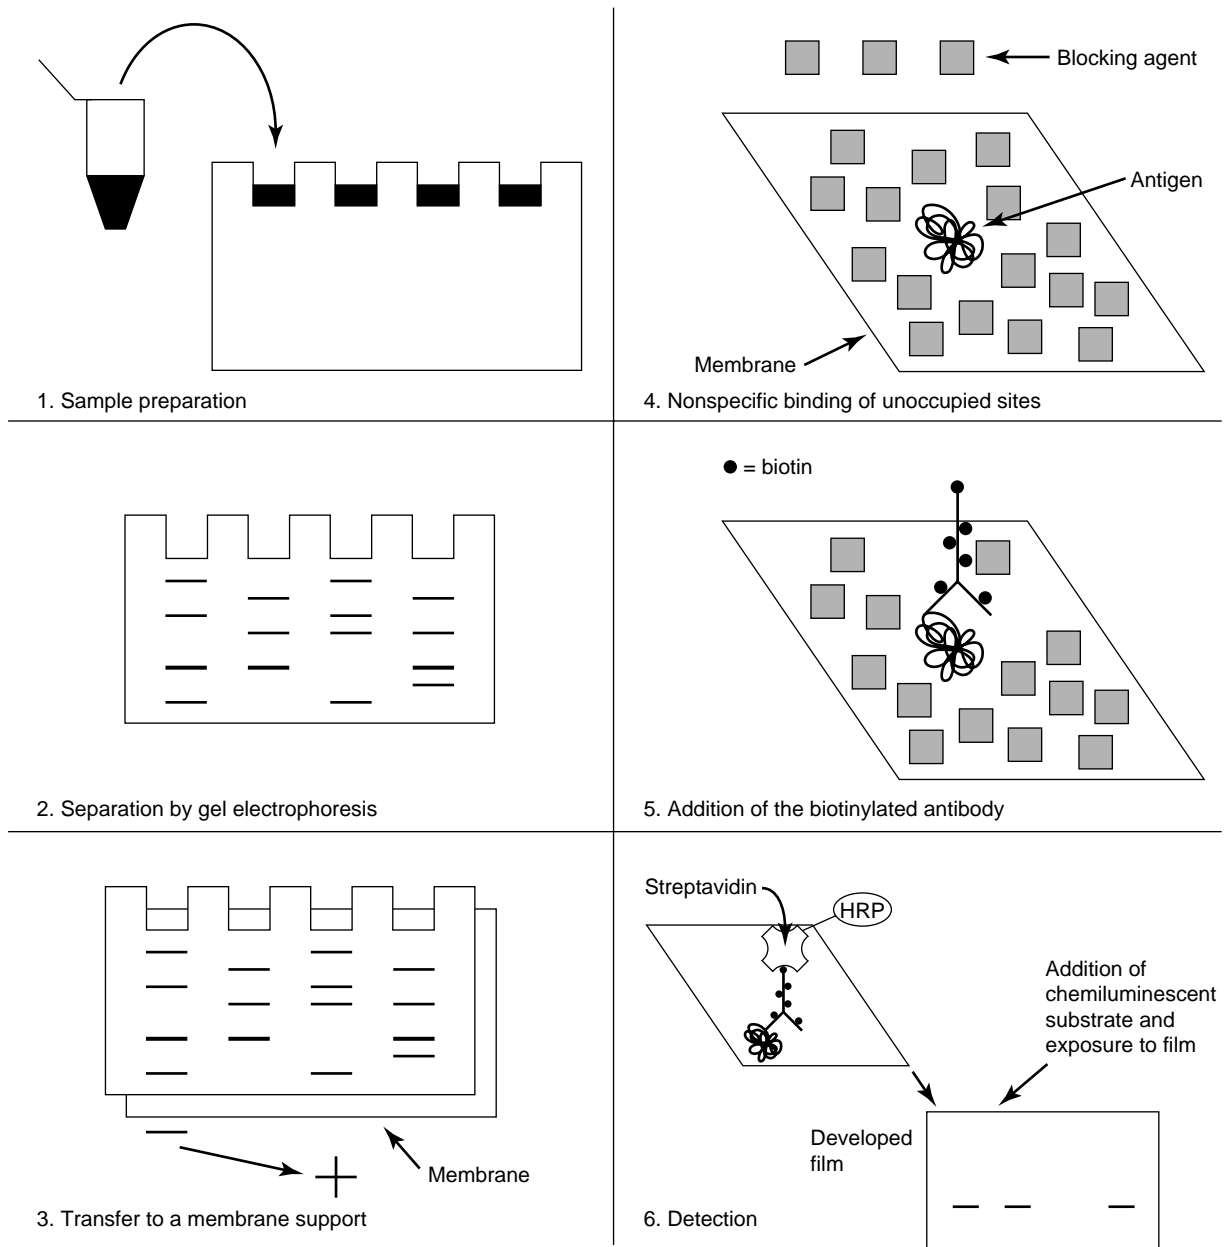 1. Sample preparation
2. Separation by gel electrophoresis
Membrane
3. Transfer to a membrane support
Blocking agent
Antigen
Membrane
4. Nonspecific binding of unoccupied sites
= biotin
5. Addition of the biotinylated antibody
Streptavidin
HRP
Addition of
chemiluminescent
substrate and
exposure to film
Developed
film
6. Detection